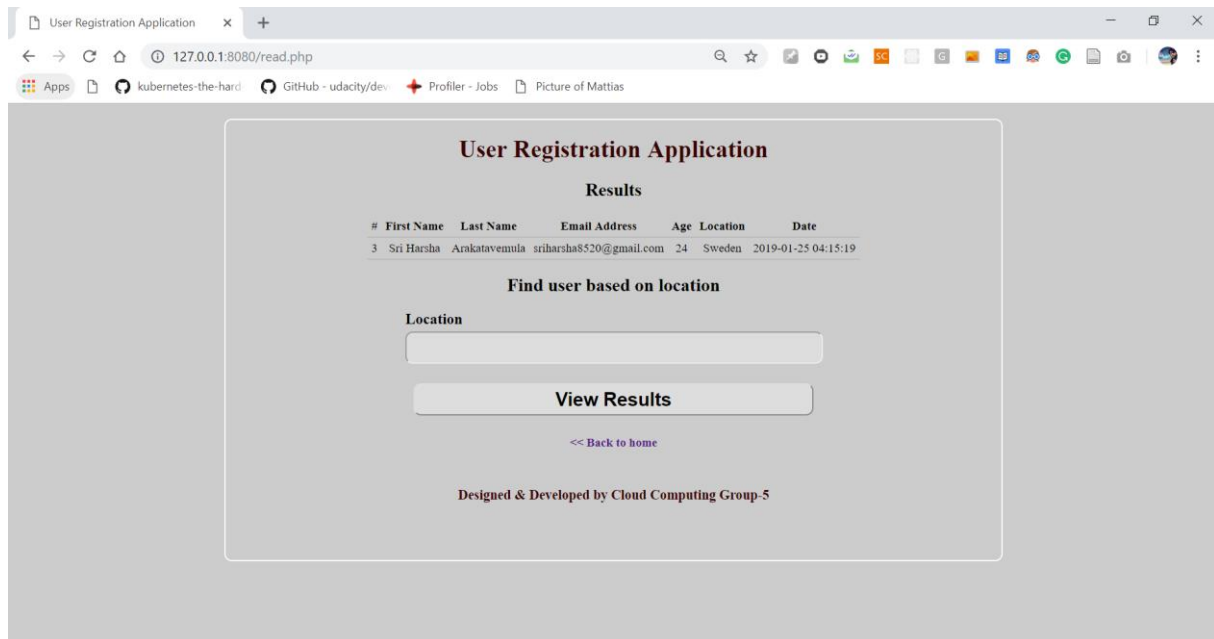 User Registration Application
127.0.0.1:8080/read.php
Apps kubernetes-the-hard GitHub - udacity/dev Profiler - Jobs Picture of Mattias
User Registration Application
Results
# First Name Last Name Email Address Age Location Date
3 Sri Harsha Arakatavemula sriharsha8520@gmail.com 24 Sweden 2019-01-25 04:15:19
Find user based on location
Location
View Results
<< Back to home
Designed & Developed by Cloud Computing Group-5